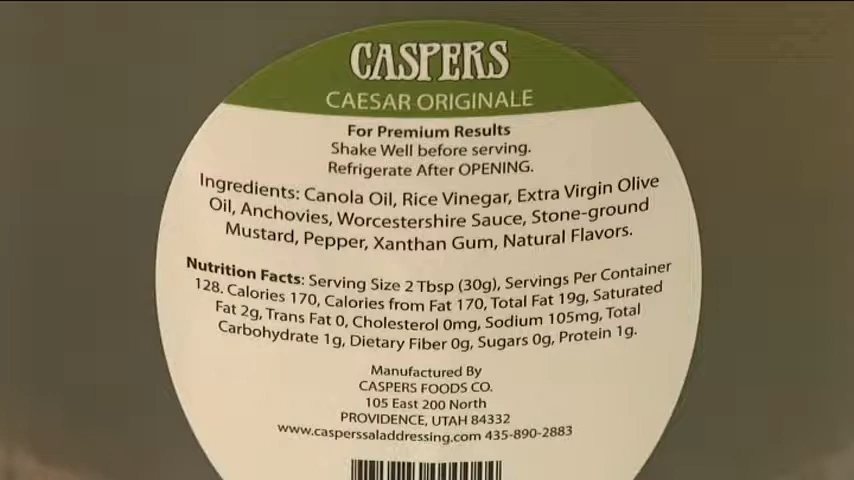 CASPERS
CAESAR ORIGINALE
For Premium Results
Shake Well before serving.
Refrigerate After OPENING.
Ingredients: Canola Oil, Rice Vinegar, Extra Virgin Olive
Oil, Anchovies, Worcestershire Sauce, Stone-ground
Mustard, Pepper, Xanthan Gum, Natural Flavors.
Nutrition Facts: Serving Size 2 Tbsp (30g), Servings Per Container
128. Calories 170, Calories from Fat 170, Total Fat 19g, Saturated
Fat 2g, Trans Fat 0, Cholesterol 0mg, Sodium 105mg, Total
Carbohydrate 1g, Dietary Fiber 0g, Sugars 0g, Protein 1g.
Manufactured By
CASPERS FOODS CO.
105 East 200 North
PROVIDENCE, UTAH 84332
www.casperssaladdressing.com 435-890-2883